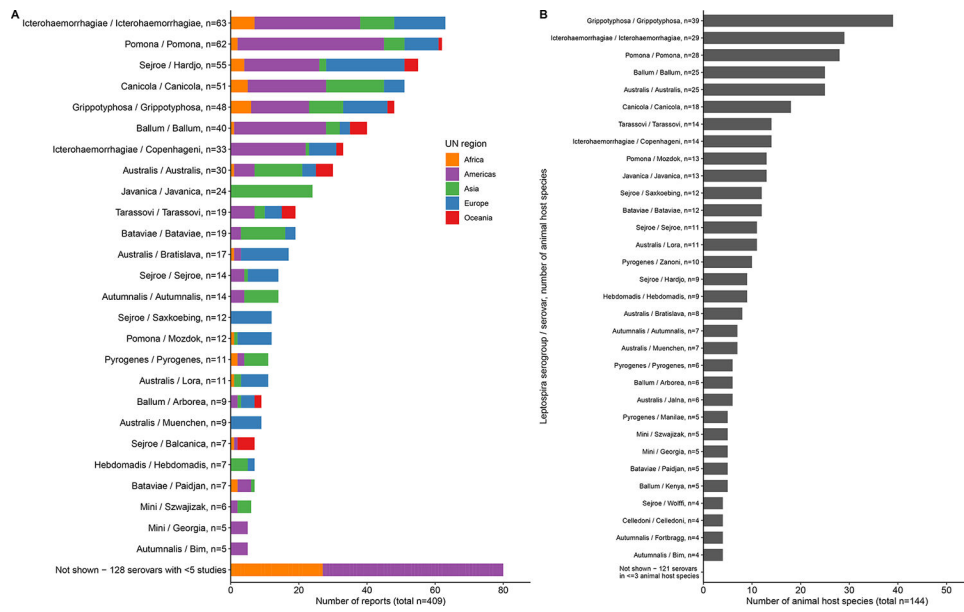 A
Icterohaemorrhagiae / Icterohaemorrhagiae, n=63
Pomona / Pomona, n=62
Sejroe / Hardjo, n=55
Canicola / Canicola, n=51
Grippotyphosa / Grippotyphosa, n=48
Ballum / Ballum, n=40
Icterohaemorrhagiae / Copenhageni, n=33
Australis / Australis, n=30
Javanica / Javanica, n=24
Tarassovi / Tarassovi, n=19
Bataviae / Bataviae, n=19
Australis / Bratislava, n=17
Sejroe / Sejroe, n=14
Autumnalis / Autumnalis, n=14
Sejroe / Saxkoebing, n=12
Pomona / Mozdok, n=12
Pyrogenes / Pyrogenes, n=11
Australis / Lora, n=11
Ballum / Arborea, n=9
Australis / Muenchen, n=9
Sejroe / Balcanica, n=7
Hebdomadis / Hebdomadis, n=7
Bataviae / Paidjan, n=7
Mini / Szwajizak, n=6
Mini / Georgia, n=5
Autumnalis / Bim, n=5
Not shown − 128 serovars with <5 studies
0 20 40 60 80
Number of reports (total n=409)
UN region
Africa
Americas
Asia
Europe
Oceania
B
Leptospira serogroup / serovar, number of animal host species
Grippotyphosa / Grippotyphosa, n=39
Icterohaemorrhagiae / Icterohaemorrhagiae, n=29
Pomona / Pomona, n=28
Ballum / Ballum, n=25
Australis / Australis, n=25
Canicola / Canicola, n=18
Tarassovi / Tarassovi, n=14
Icterohaemorrhagiae / Copenhageni, n=14
Pomona / Mozdok, n=13
Javanica / Javanica, n=13
Sejroe / Saxkoebing, n=12
Bataviae / Bataviae, n=12
Sejroe / Sejroe, n=11
Australis / Lora, n=11
Pyrogenes / Zanoni, n=10
Sejroe / Hardjo, n=9
Hebdomadis / Hebdomadis, n=9
Australis / Bratislava, n=8
Autumnalis / Autumnalis, n=7
Australis / Muenchen, n=7
Pyrogenes / Pyrogenes, n=6
Ballum / Arborea, n=6
Australis / Jalna, n=6
Pyrogenes / Manilae, n=5
Mini / Szwajizak, n=5
Mini / Georgia, n=5
Bataviae / Paidjan, n=5
Ballum / Kenya, n=5
Sejroe / Wolffi, n=4
Celledoni / Celledoni, n=4
Autumnalis / Fortbragg, n=4
Autumnalis / Bim, n=4
Not shown − 121 serovars
in <=3 animal host species
0 10 20 30 40 50
Number of animal host species (total n=144)